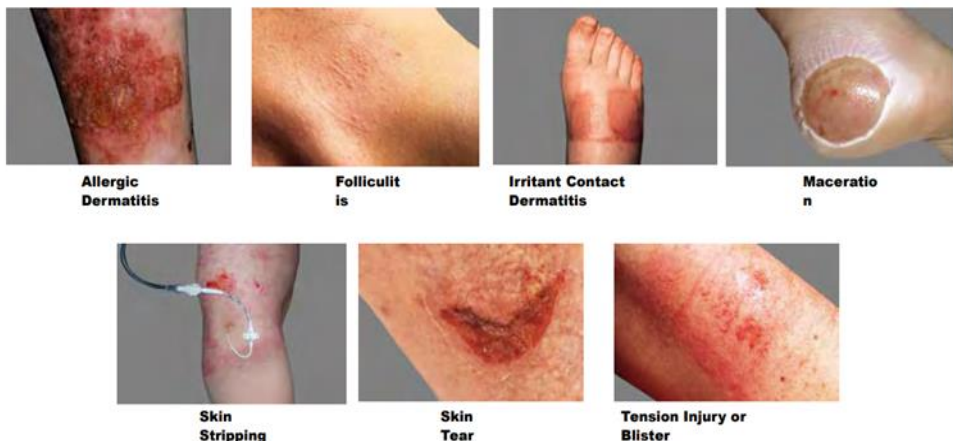 Allergic
Dermatitis
Folliculit
is
Irritant Contact
Dermatitis
Maceratio
n
Skin
Stripping
Skin
Tear
Tension Injury or
Blister